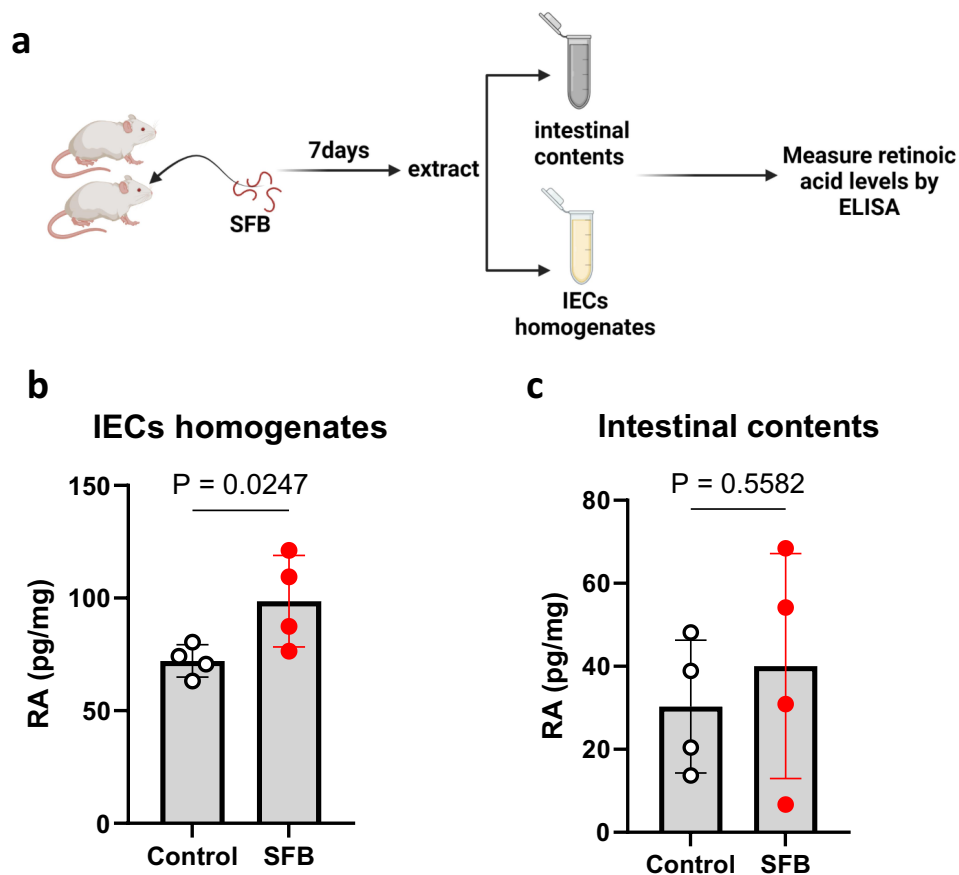 a
7days
extract
SFB
intestinal
contents
IECs
homogenates
Measure retinoic
acid levels by
ELISA
b
IECs homogenates
P = 0.0247
RA (pg/mg)
150
100
50
0
Control
SFB
c
Intestinal contents
P = 0.5582
RA (pg/mg)
80
60
40
20
0
Control
SFB